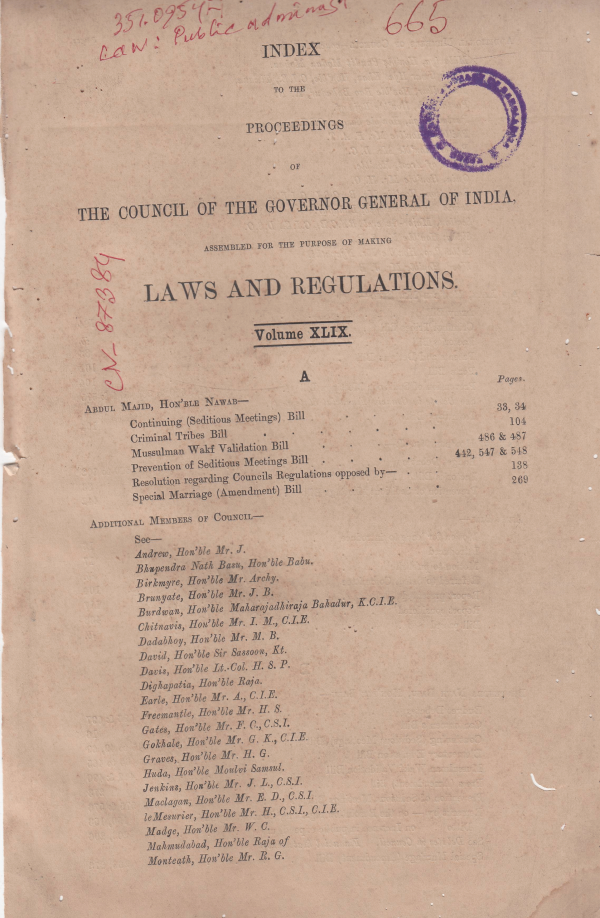 351.0954
Law: Public administ
665
INDEX
TO THE
PROCEEDINGS
OF
THE COUNCIL OF THE GOVERNOR GENERAL OF INDIA,
ASSEMBLED FOR THE PURPOSE OF MAKING
LAWS AND REGULATIONS.
CN- 87384
Volume XLIX.
A
Pages.
ABDUL MAJID, HON'BLE NAWAB—
Continuing (Seditious Meetings) Bill . . . . 33, 34
Criminal Tribes Bill . . . . . 104
Mussulman Wakf Validation Bill . . . . 486 & 487
Prevention of Seditious Meetings Bill . . . . 442, 547 & 548
Resolution regarding Councils Regulations opposed by— . . 138
Special Marriage (Amendment) Bill . . . . 269
ADDITIONAL MEMBERS OF COUNCIL—
See—
Andrew, Hon'ble Mr. J.
Bhupendra Nath Basu, Hon'ble Babu.
Birkmyre, Hon'ble Mr. Archy.
Brunyate, Hon'ble Mr. J. B.
Burdwan, Hon'ble Maharajadhiraja Bahadur, K.C.I.E.
Chitnavis, Hon'ble Mr. I. M., C.I.E.
Dadabhoy, Hon'ble Mr. M. B.
David, Hon'ble Sir Sassoon, Kt.
Davis, Hon'ble Lt.-Col. H. S. P.
Dighapatia, Hon'ble Raja.
Earle, Hon'ble Mr. A., C.I.E.
Freemantle, Hon'ble Mr. H. S.
Gates, Hon'ble Mr. F. C., C.S.I.
Gokhale, Hon'ble Mr. G. K., C.I.E.
Graves, Hon'ble Mr. H. G.
Huda, Hon'ble Moulvi Samsul.
Jenkins, Hon'ble Mr. J. L., C.S.I.
Maclagan, Hon'ble Mr. E. D., C.S.I.
leMesurier, Hon'ble Mr. H., C.S.I., C.I.E.
Madge, Hon'ble Mr. W. C.
Mahmudabad, Hon'ble Raja of
Monteath, Hon'ble Mr. R. G.